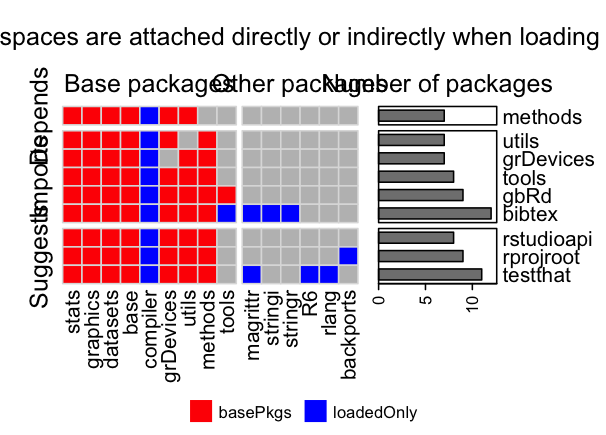 spaces are attached directly or indirectly when loading
Base packages
Other packages
Number of packages
Depends
methods
Imports
utils
grDevices
tools
gbRd
bibtex
Suggests
rstudioapi
rprojroot
testthat
stats
graphics
datasets
base
compiler
grDevices
utils
methods
tools
magrittr
stringi
stringr
R6
rlang
backports
0
5
10
basePkgs
loadedOnly